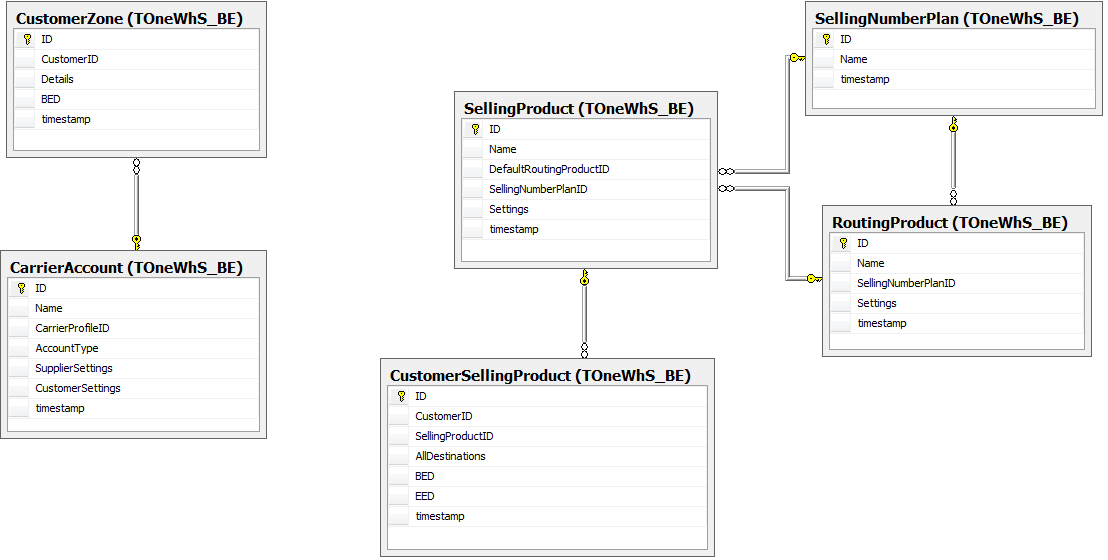 CustomerZone (TOneWhS_BE)
ID
CustomerID
Details
BED
timestamp
CarrierAccount (TOneWhS_BE)
ID
Name
CarrierProfileID
AccountType
SupplierSettings
CustomerSettings
timestamp
SellingProduct (TOneWhS_BE)
ID
Name
DefaultRoutingProductID
SellingNumberPlanID
Settings
timestamp
CustomerSellingProduct (TOneWhS_BE)
ID
CustomerID
SellingProductID
AllDestinations
BED
EED
timestamp
SellingNumberPlan (TOneWhS_BE)
ID
Name
timestamp
RoutingProduct (TOneWhS_BE)
ID
Name
SellingNumberPlanID
Settings
timestamp